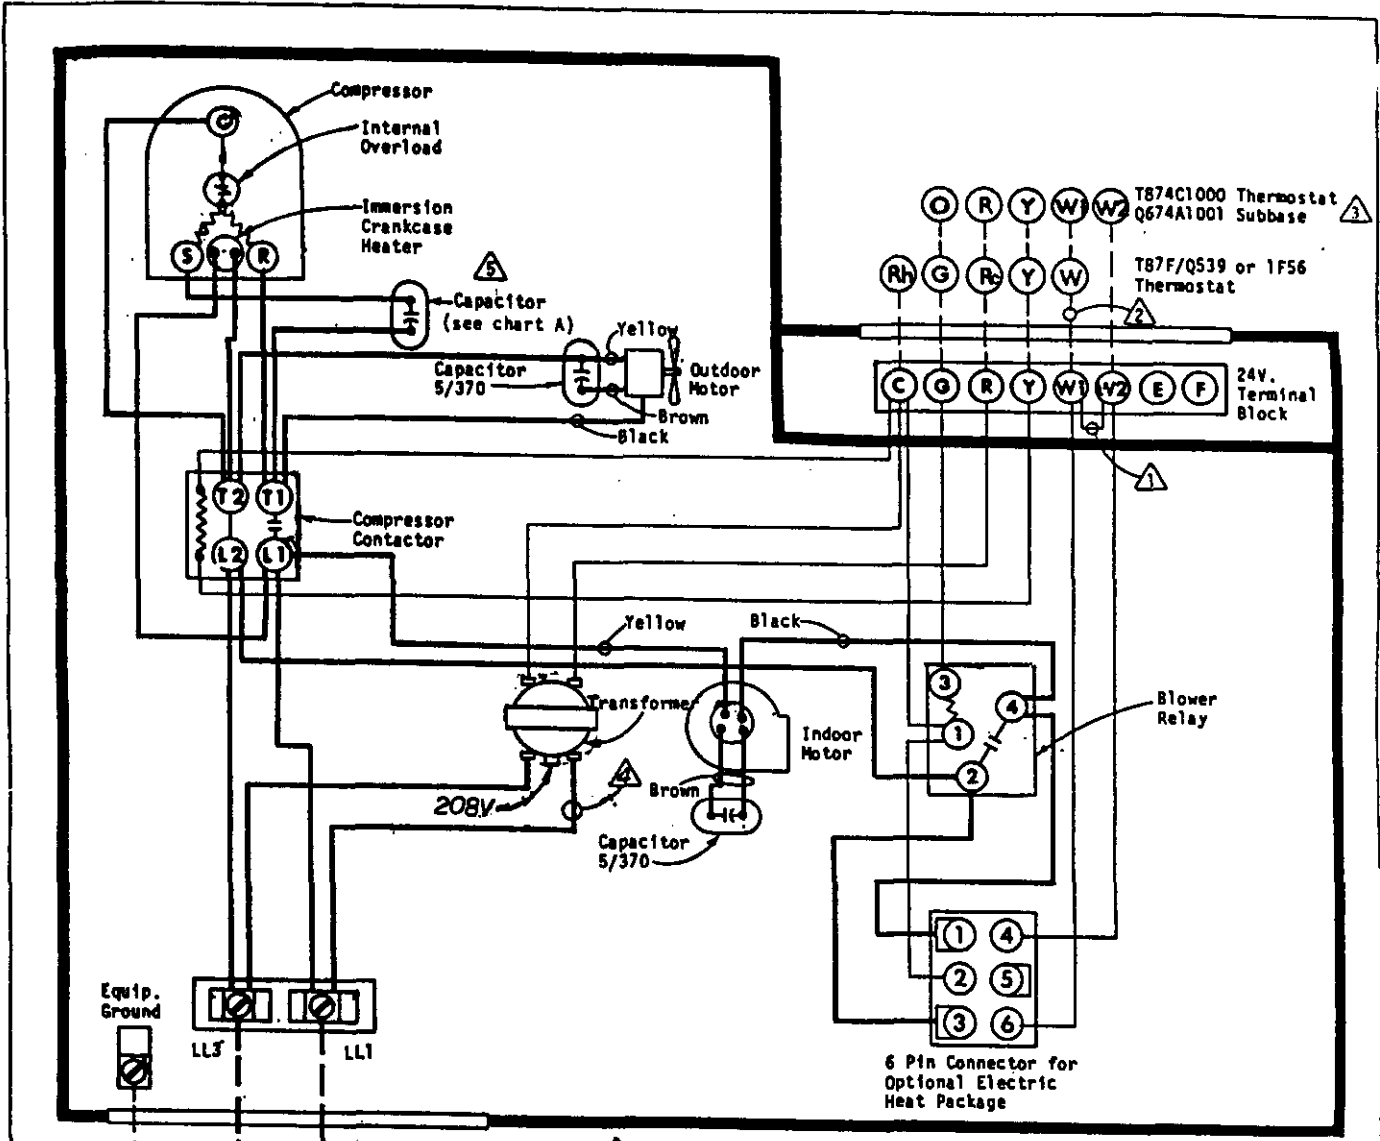 Compressor
Internal
Overload
Immersion
Crankcase
Heater
S
R
5
Capacitor
(see chart A)
Yellow
Capacitor
5/370
Outdoor
Motor
Brown
Black
O R Y W1 W2
T874C1000 Thermostat
Q674A1001 Subbase
3
Rh G Rc Y W
T87F/Q539 or 1F56
Thermostat
2
C G R Y W1 W2 E F
24V.
Terminal
Block
1
T2 T1
L2 L1
Compressor
Contactor
Yellow
Black
Transformer
208V
4
Indoor
Motor
Brown
Capacitor
5/370
3
4
1
2
Blower
Relay
1 4
2 5
3 6
6 Pin Connector for
Optional Electric
Heat Package
Equip.
Ground
LL3
LL1